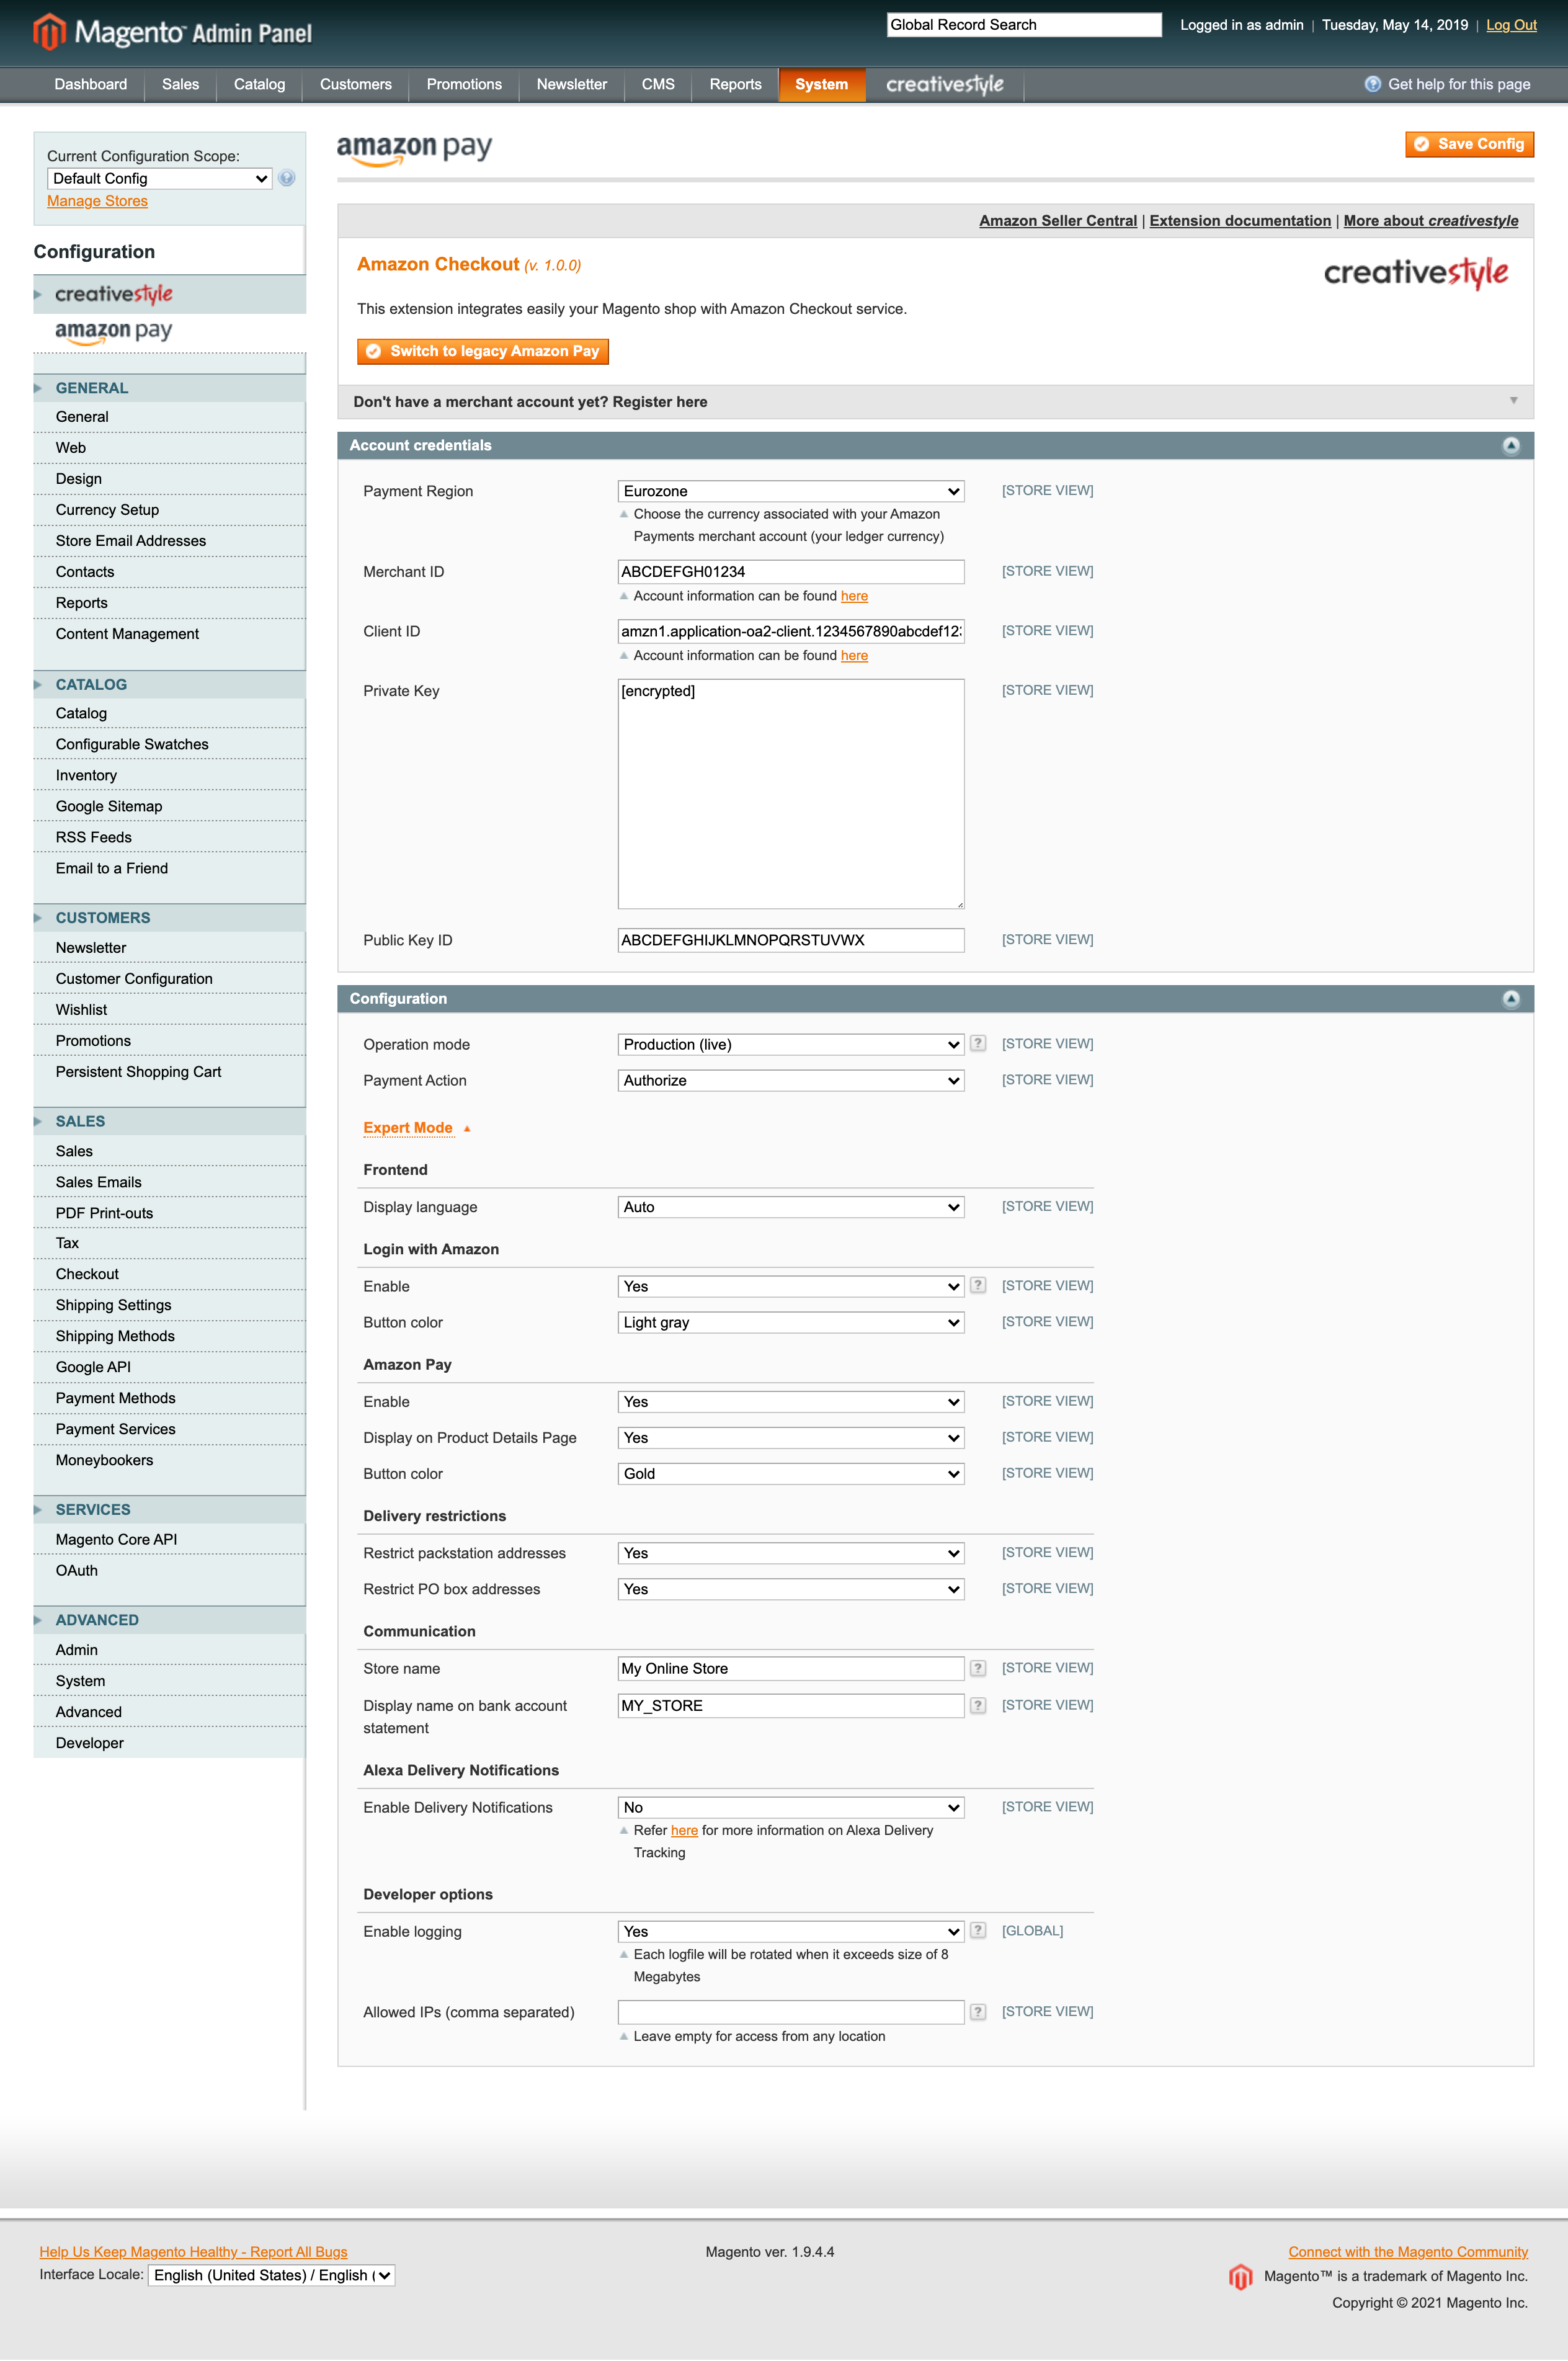 Magento™ Admin Panel
Global Record Search
Logged in as admin | Tuesday, May 14, 2019 | Log Out
Dashboard
Sales
Catalog
Customers
Promotions
Newsletter
CMS
Reports
System
creativestyle
Get help for this page
Current Configuration Scope:
Default Config
Manage Stores
Configuration
creativestyle
amazon pay
GENERAL
General
Web
Design
Currency Setup
Store Email Addresses
Contacts
Reports
Content Management
CATALOG
Catalog
Configurable Swatches
Inventory
Google Sitemap
RSS Feeds
Email to a Friend
CUSTOMERS
Newsletter
Customer Configuration
Wishlist
Promotions
Persistent Shopping Cart
SALES
Sales
Sales Emails
PDF Print-outs
Tax
Checkout
Shipping Settings
Shipping Methods
Google API
Payment Methods
Payment Services
Moneybookers
SERVICES
Magento Core API
OAuth
ADVANCED
Admin
System
Advanced
Developer
amazon pay
Save Config
Amazon Seller Central | Extension documentation | More about creativestyle
Amazon Checkout (v. 1.0.0)
creativestyle
This extension integrates easily your Magento shop with Amazon Checkout service.
Switch to legacy Amazon Pay
Don't have a merchant account yet? Register here
Account credentials
Payment Region Eurozone [STORE VIEW]
Choose the currency associated with your Amazon
Payments merchant account (your ledger currency)
Merchant ID ABCDEFGH01234 [STORE VIEW]
Account information can be found here
Client ID amzn1.application-oa2-client.1234567890abcdef12 [STORE VIEW]
Account information can be found here
Private Key [encrypted] [STORE VIEW]
Public Key ID ABCDEFGHIJKLMNOPQRSTUVWX [STORE VIEW]
Configuration
Operation mode Production (live) ? [STORE VIEW]
Payment Action Authorize [STORE VIEW]
Expert Mode
Frontend
Display language Auto [STORE VIEW]
Login with Amazon
Enable Yes ? [STORE VIEW]
Button color Light gray [STORE VIEW]
Amazon Pay
Enable Yes [STORE VIEW]
Display on Product Details Page Yes [STORE VIEW]
Button color Gold [STORE VIEW]
Delivery restrictions
Restrict packstation addresses Yes [STORE VIEW]
Restrict PO box addresses Yes [STORE VIEW]
Communication
Store name My Online Store ? [STORE VIEW]
Display name on bank account MY_STORE ? [STORE VIEW]
statement
Alexa Delivery Notifications
Enable Delivery Notifications No [STORE VIEW]
Refer here for more information on Alexa Delivery
Tracking
Developer options
Enable logging Yes ? [GLOBAL]
Each logfile will be rotated when it exceeds size of 8
Megabytes
Allowed IPs (comma separated) ? [STORE VIEW]
Leave empty for access from any location
Help Us Keep Magento Healthy - Report All Bugs
Interface Locale: English (United States) / English (
Magento ver. 1.9.4.4
Connect with the Magento Community
Magento™ is a trademark of Magento Inc.
Copyright © 2021 Magento Inc.